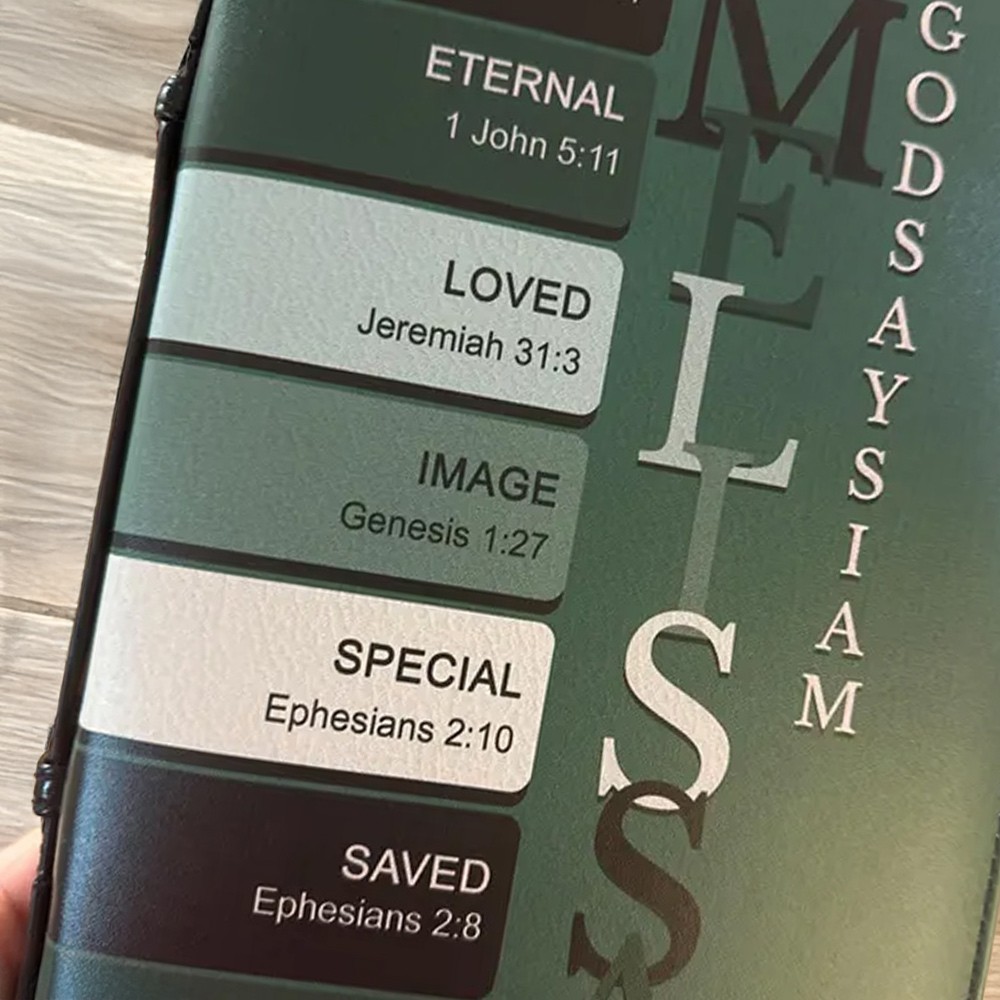 ETERNAL
1 John 5:11
LOVED
Jeremiah 31:3
IMAGE
Genesis 1:27
SPECIAL
Ephesians 2:10
SAVED
Ephesians 2:8
M
E
L
I
S
S
A
G
O
D
S
A
Y
S
I
A
M